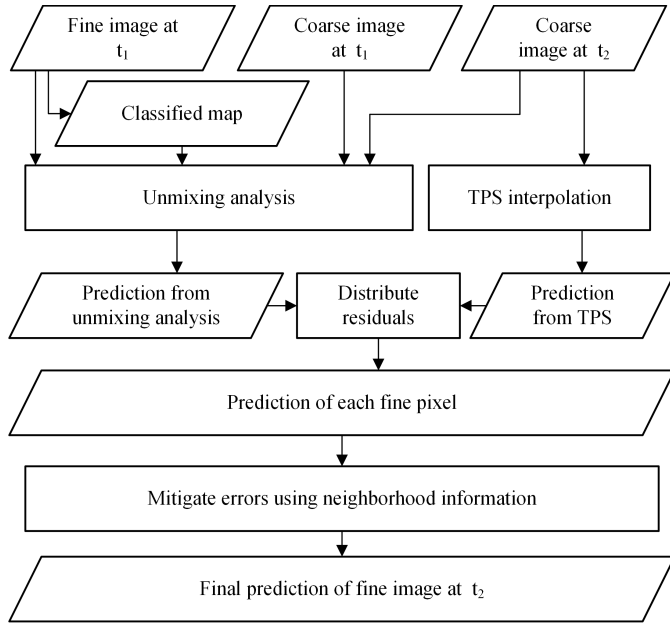 Fine image at
t₁
Coarse image
at t₁
Coarse
image at t₂
Classified map
Unmixing analysis
TPS interpolation
Prediction from
unmixing analysis
Distribute
residuals
Prediction
from TPS
Prediction of each fine pixel
Mitigate errors using neighborhood information
Final prediction of fine image at t₂